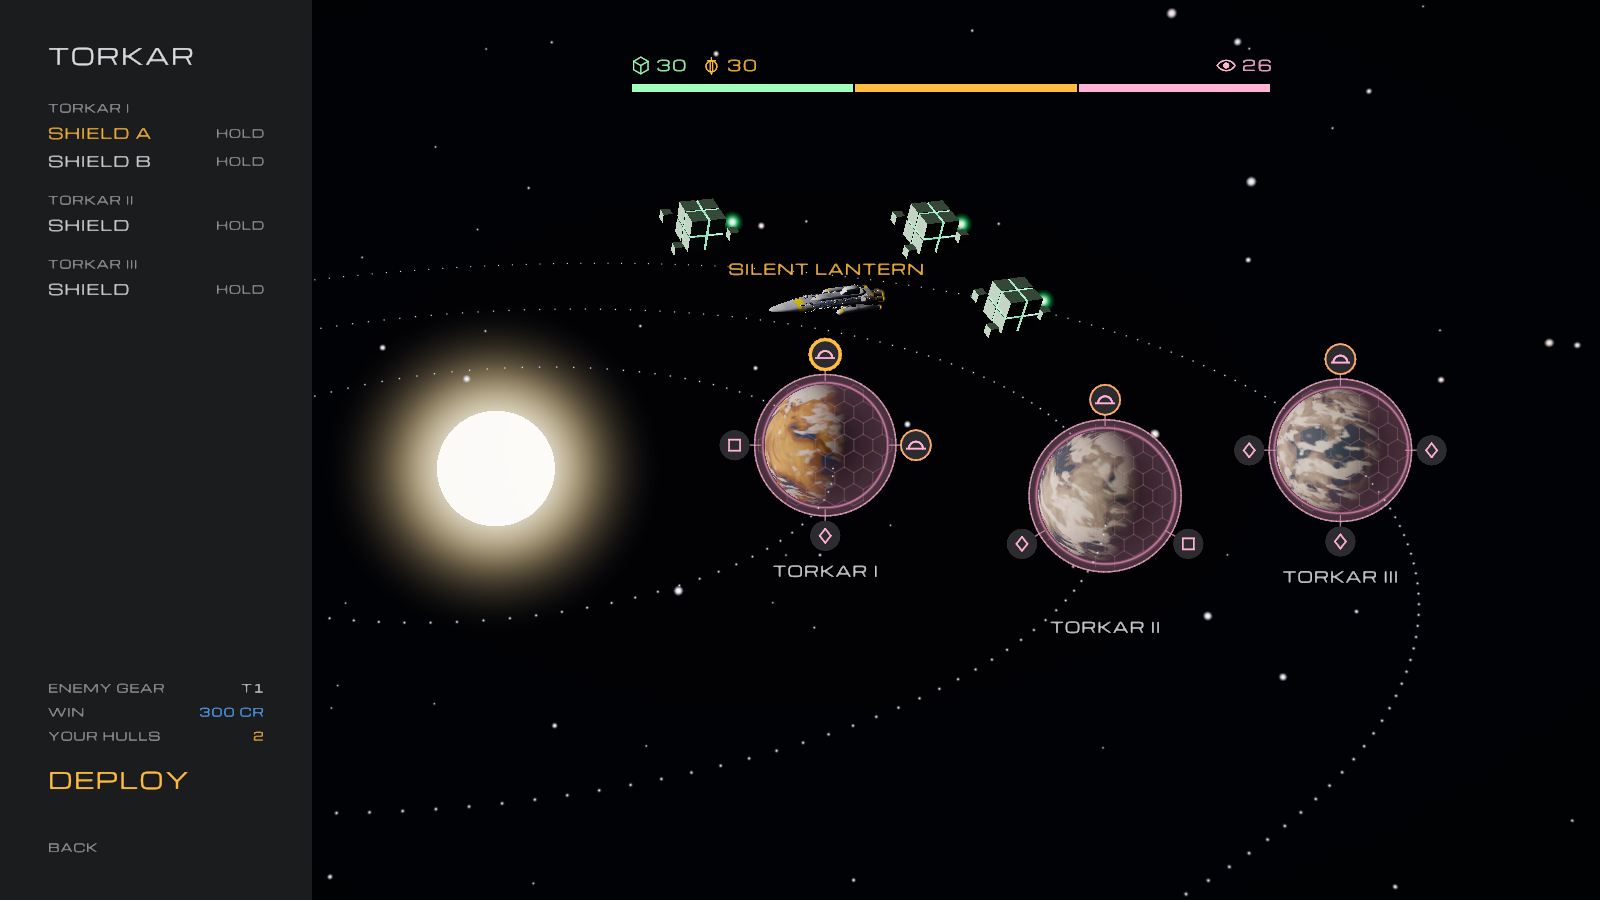 TORKAR
TORKAR I
SHIELD A HOLD
SHIELD B HOLD
TORKAR II
SHIELD HOLD
TORKAR III
SHIELD HOLD
ENEMY GEAR T1
WIN 300 CR
YOUR HULLS 2
DEPLOY
BACK
30 30 26
SILENT LANTERN
TORKAR I
TORKAR III
TORKAR II